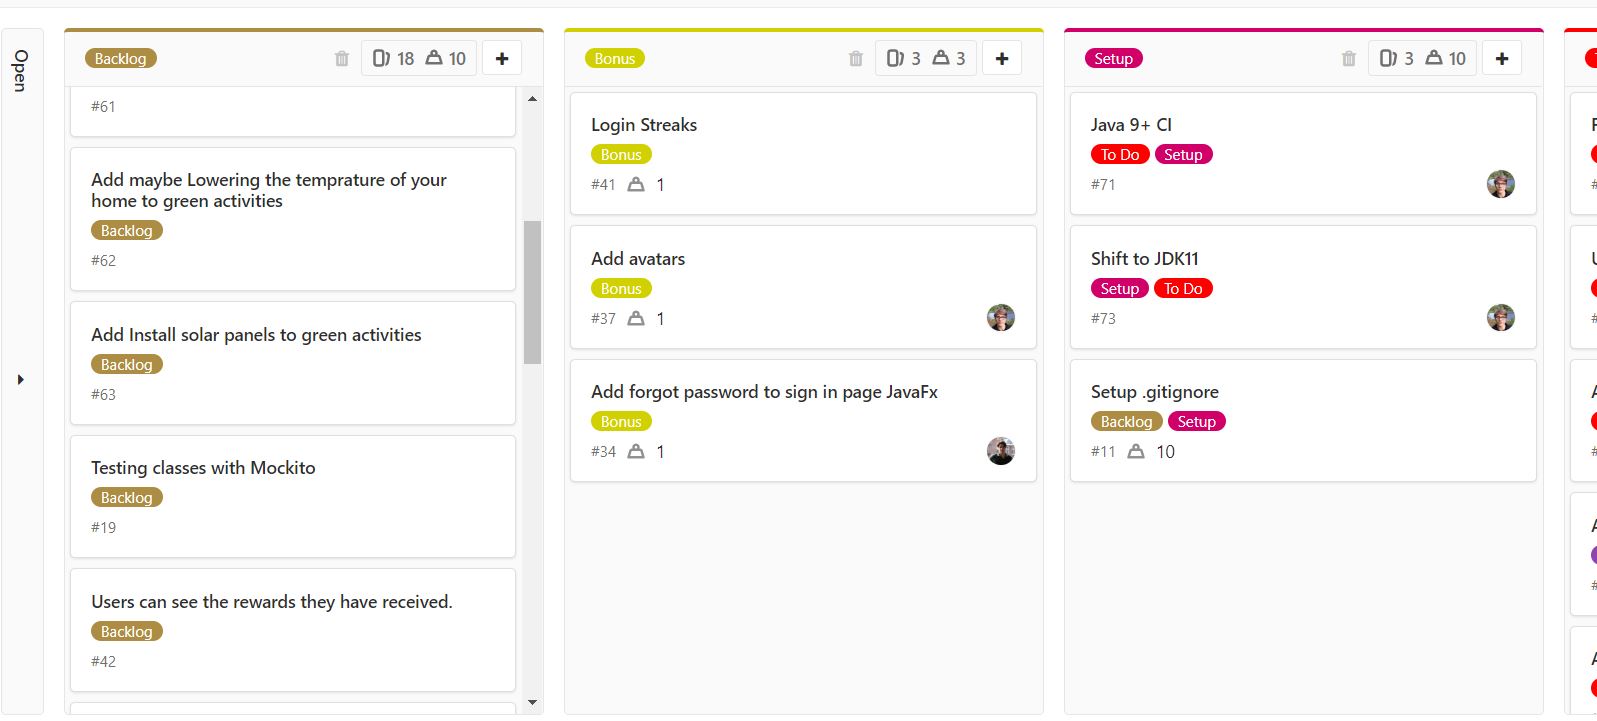 Open
Backlog
18 10
#61
Add maybe Lowering the temprature of your
home to green activities
Backlog
#62
Add Install solar panels to green activities
Backlog
#63
Testing classes with Mockito
Backlog
#19
Users can see the rewards they have received.
Backlog
#42
Bonus
3 3
Login Streaks
Bonus
#41 1
Add avatars
Bonus
#37 1
Add forgot password to sign in page JavaFx
Bonus
#34 1
Setup
3 10
Java 9+ CI
To Do Setup
#71
Shift to JDK11
Setup To Do
#73
Setup .gitignore
Backlog Setup
#11 10